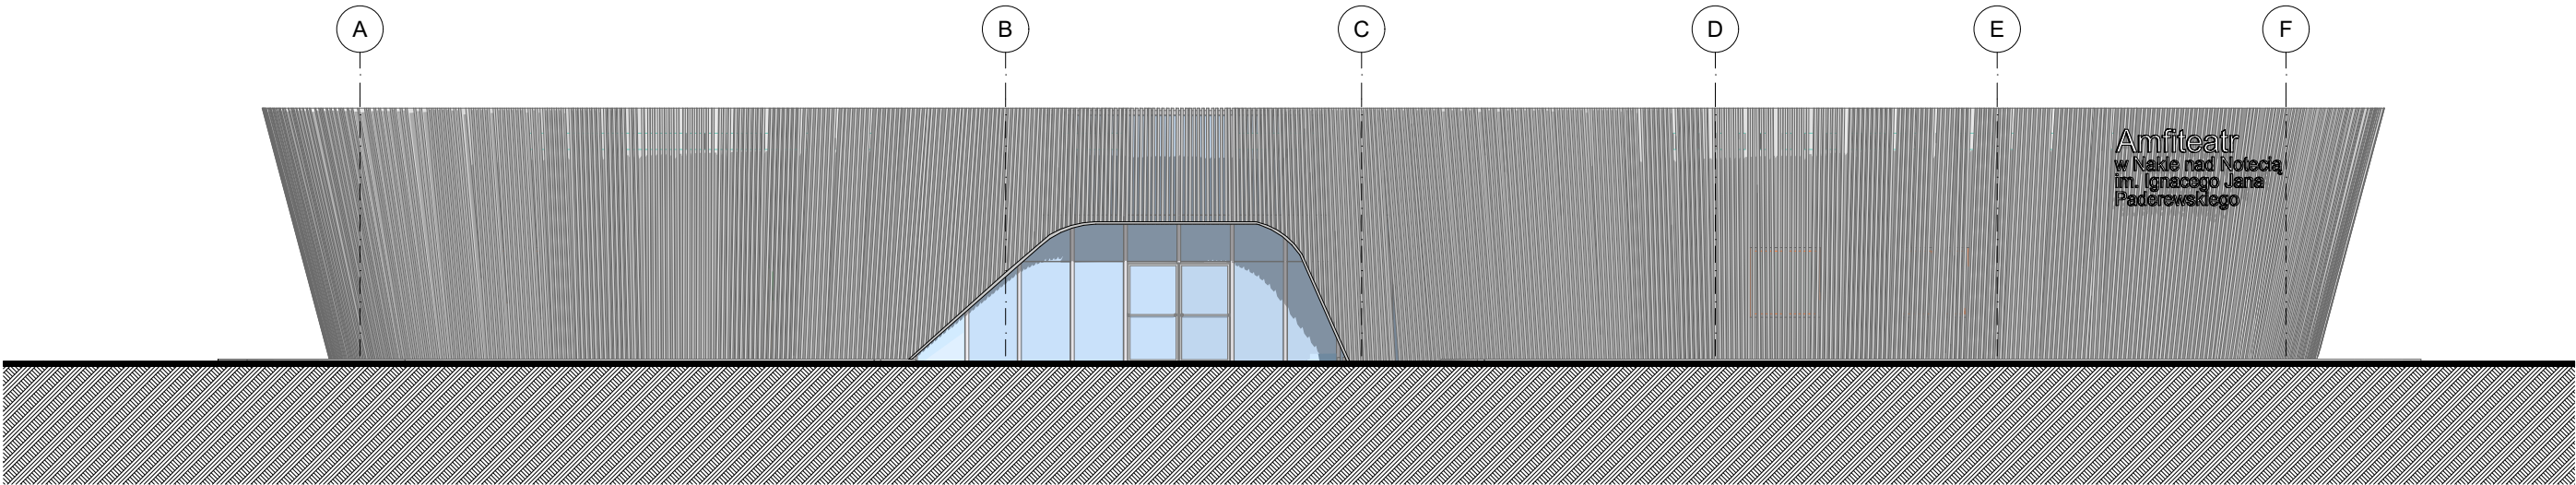 A B C D E F
Amfiteatr
w Nakle nad Notecią
im. Ignacego Jana
Paderewskiego